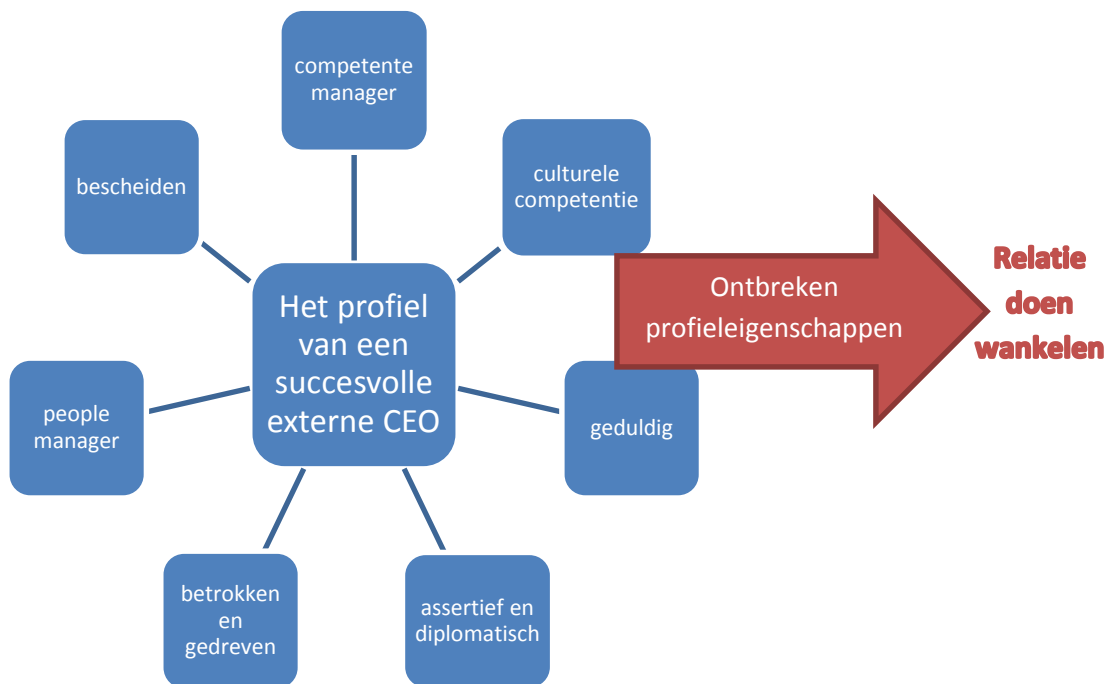 competente
manager
culturele
competentie
bescheiden
Het profiel
van een
succesvolle
externe CEO
Ontbreken
profieleigenschappen
Relatie
doen
wankelen
people
manager
geduldig
betrokken
en
gedreven
assertief en
diplomatisch